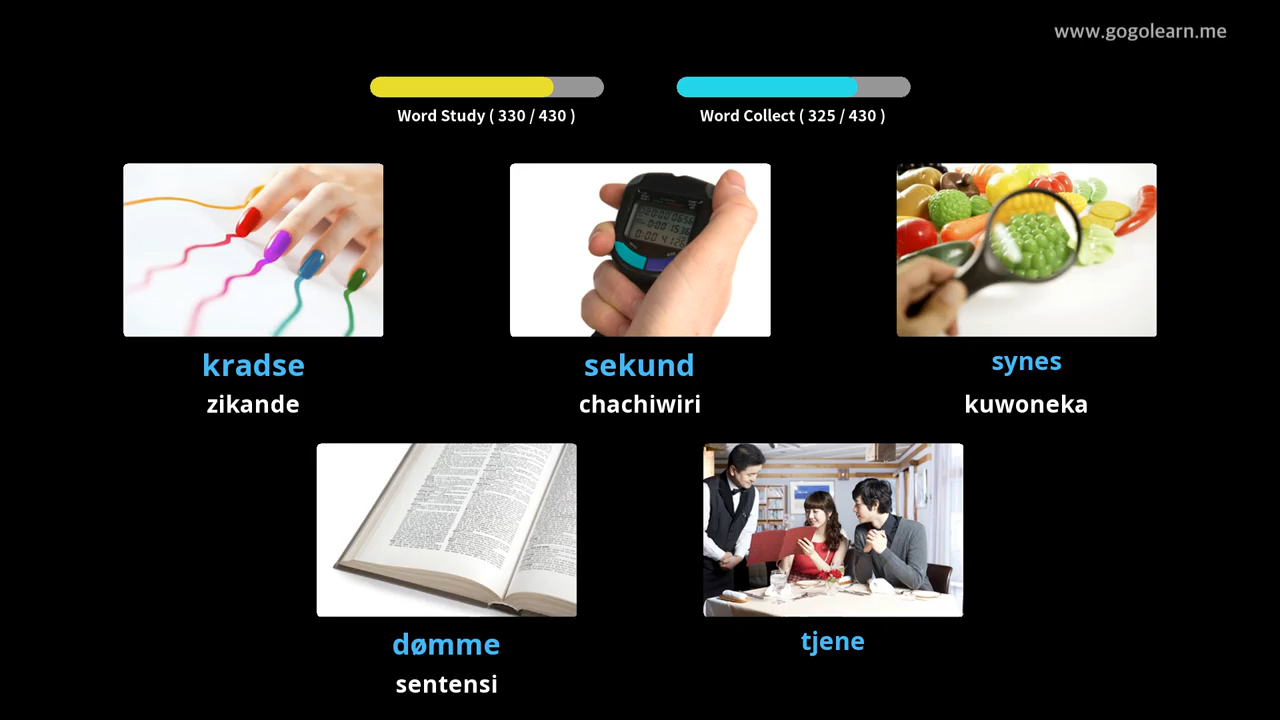 www.gogolearn.me
Word Study ( 330 / 430 )
Word Collect ( 325 / 430 )
kradse
zikande
sekund
chachiwiri
synes
kuwoneka
dømme
sentensi
tjene